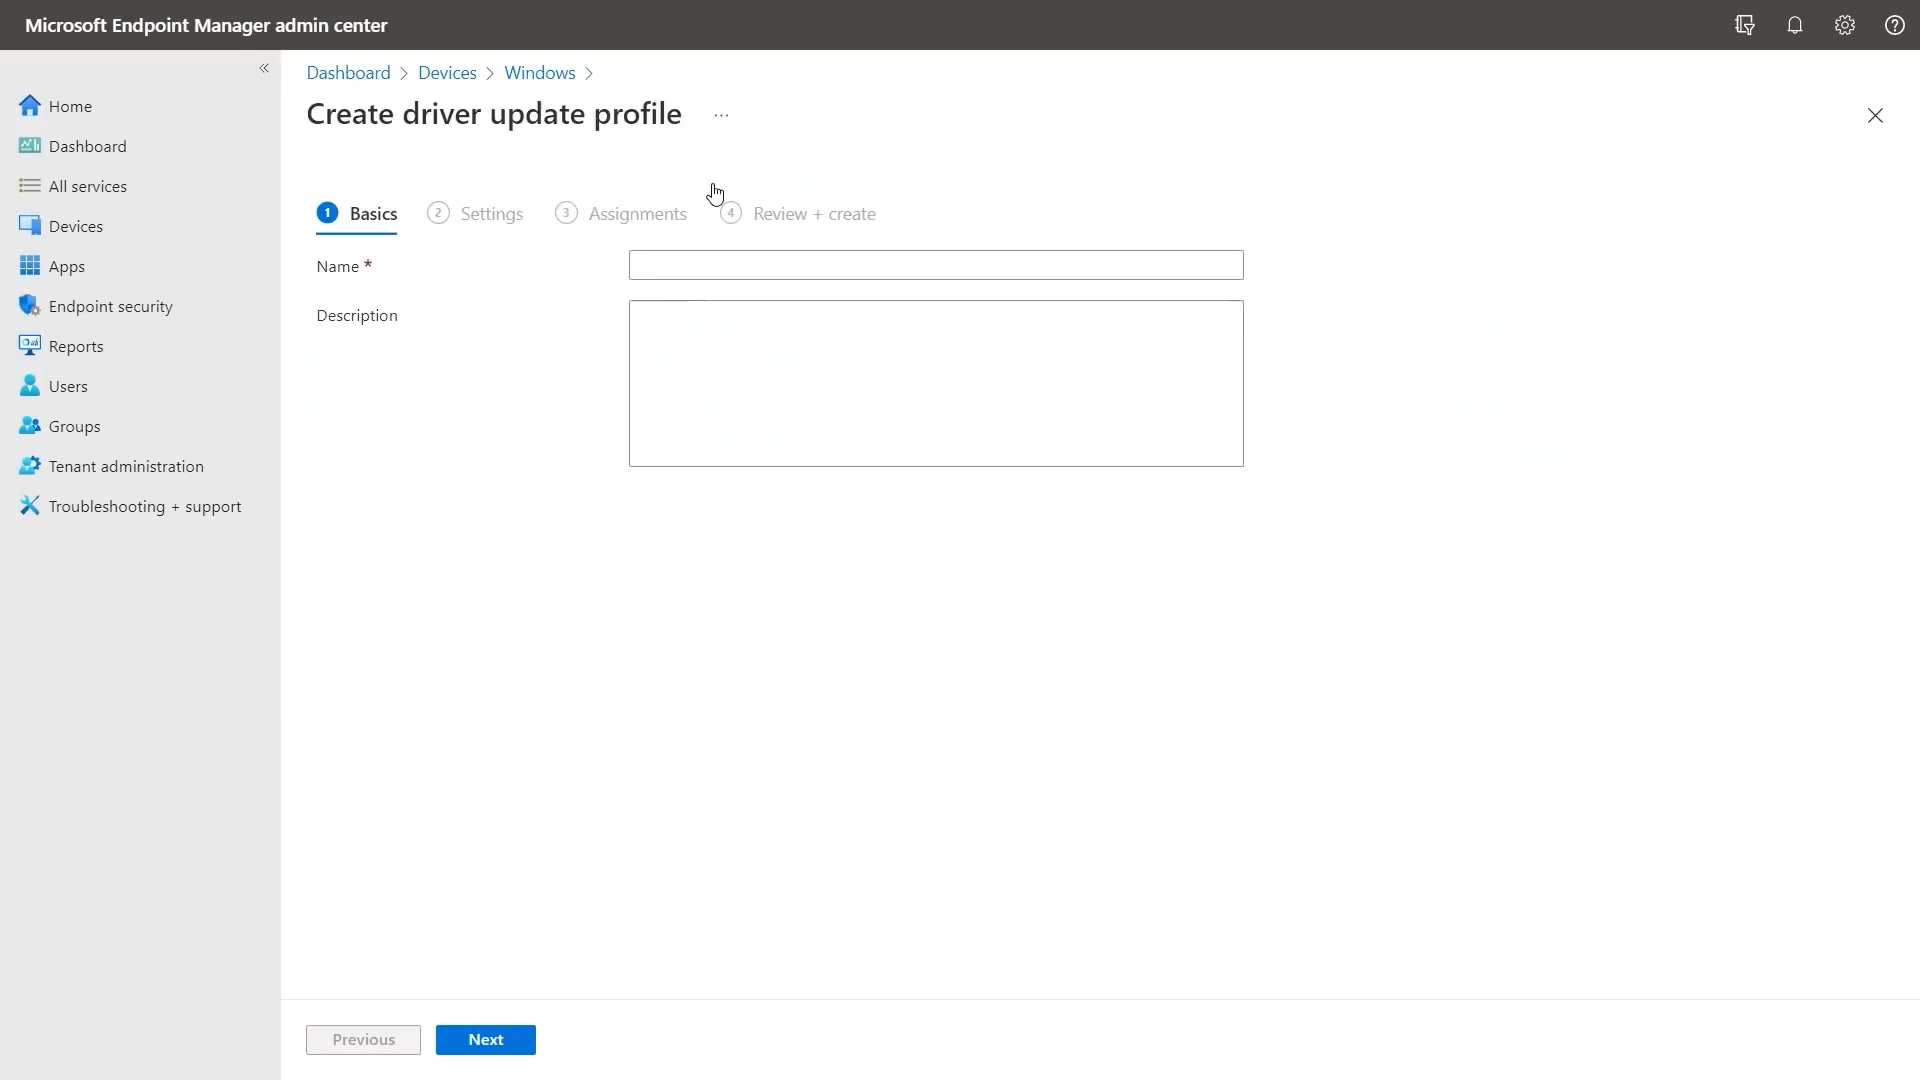 Microsoft Endpoint Manager admin center
«
Home
Dashboard
All services
Devices
Apps
Endpoint security
Reports
Users
Groups
Tenant administration
Troubleshooting + support
Dashboard > Devices > Windows >
Create driver update profile ...
1 Basics 2 Settings 3 Assignments 4 Review + create
Name *
Description
Previous Next